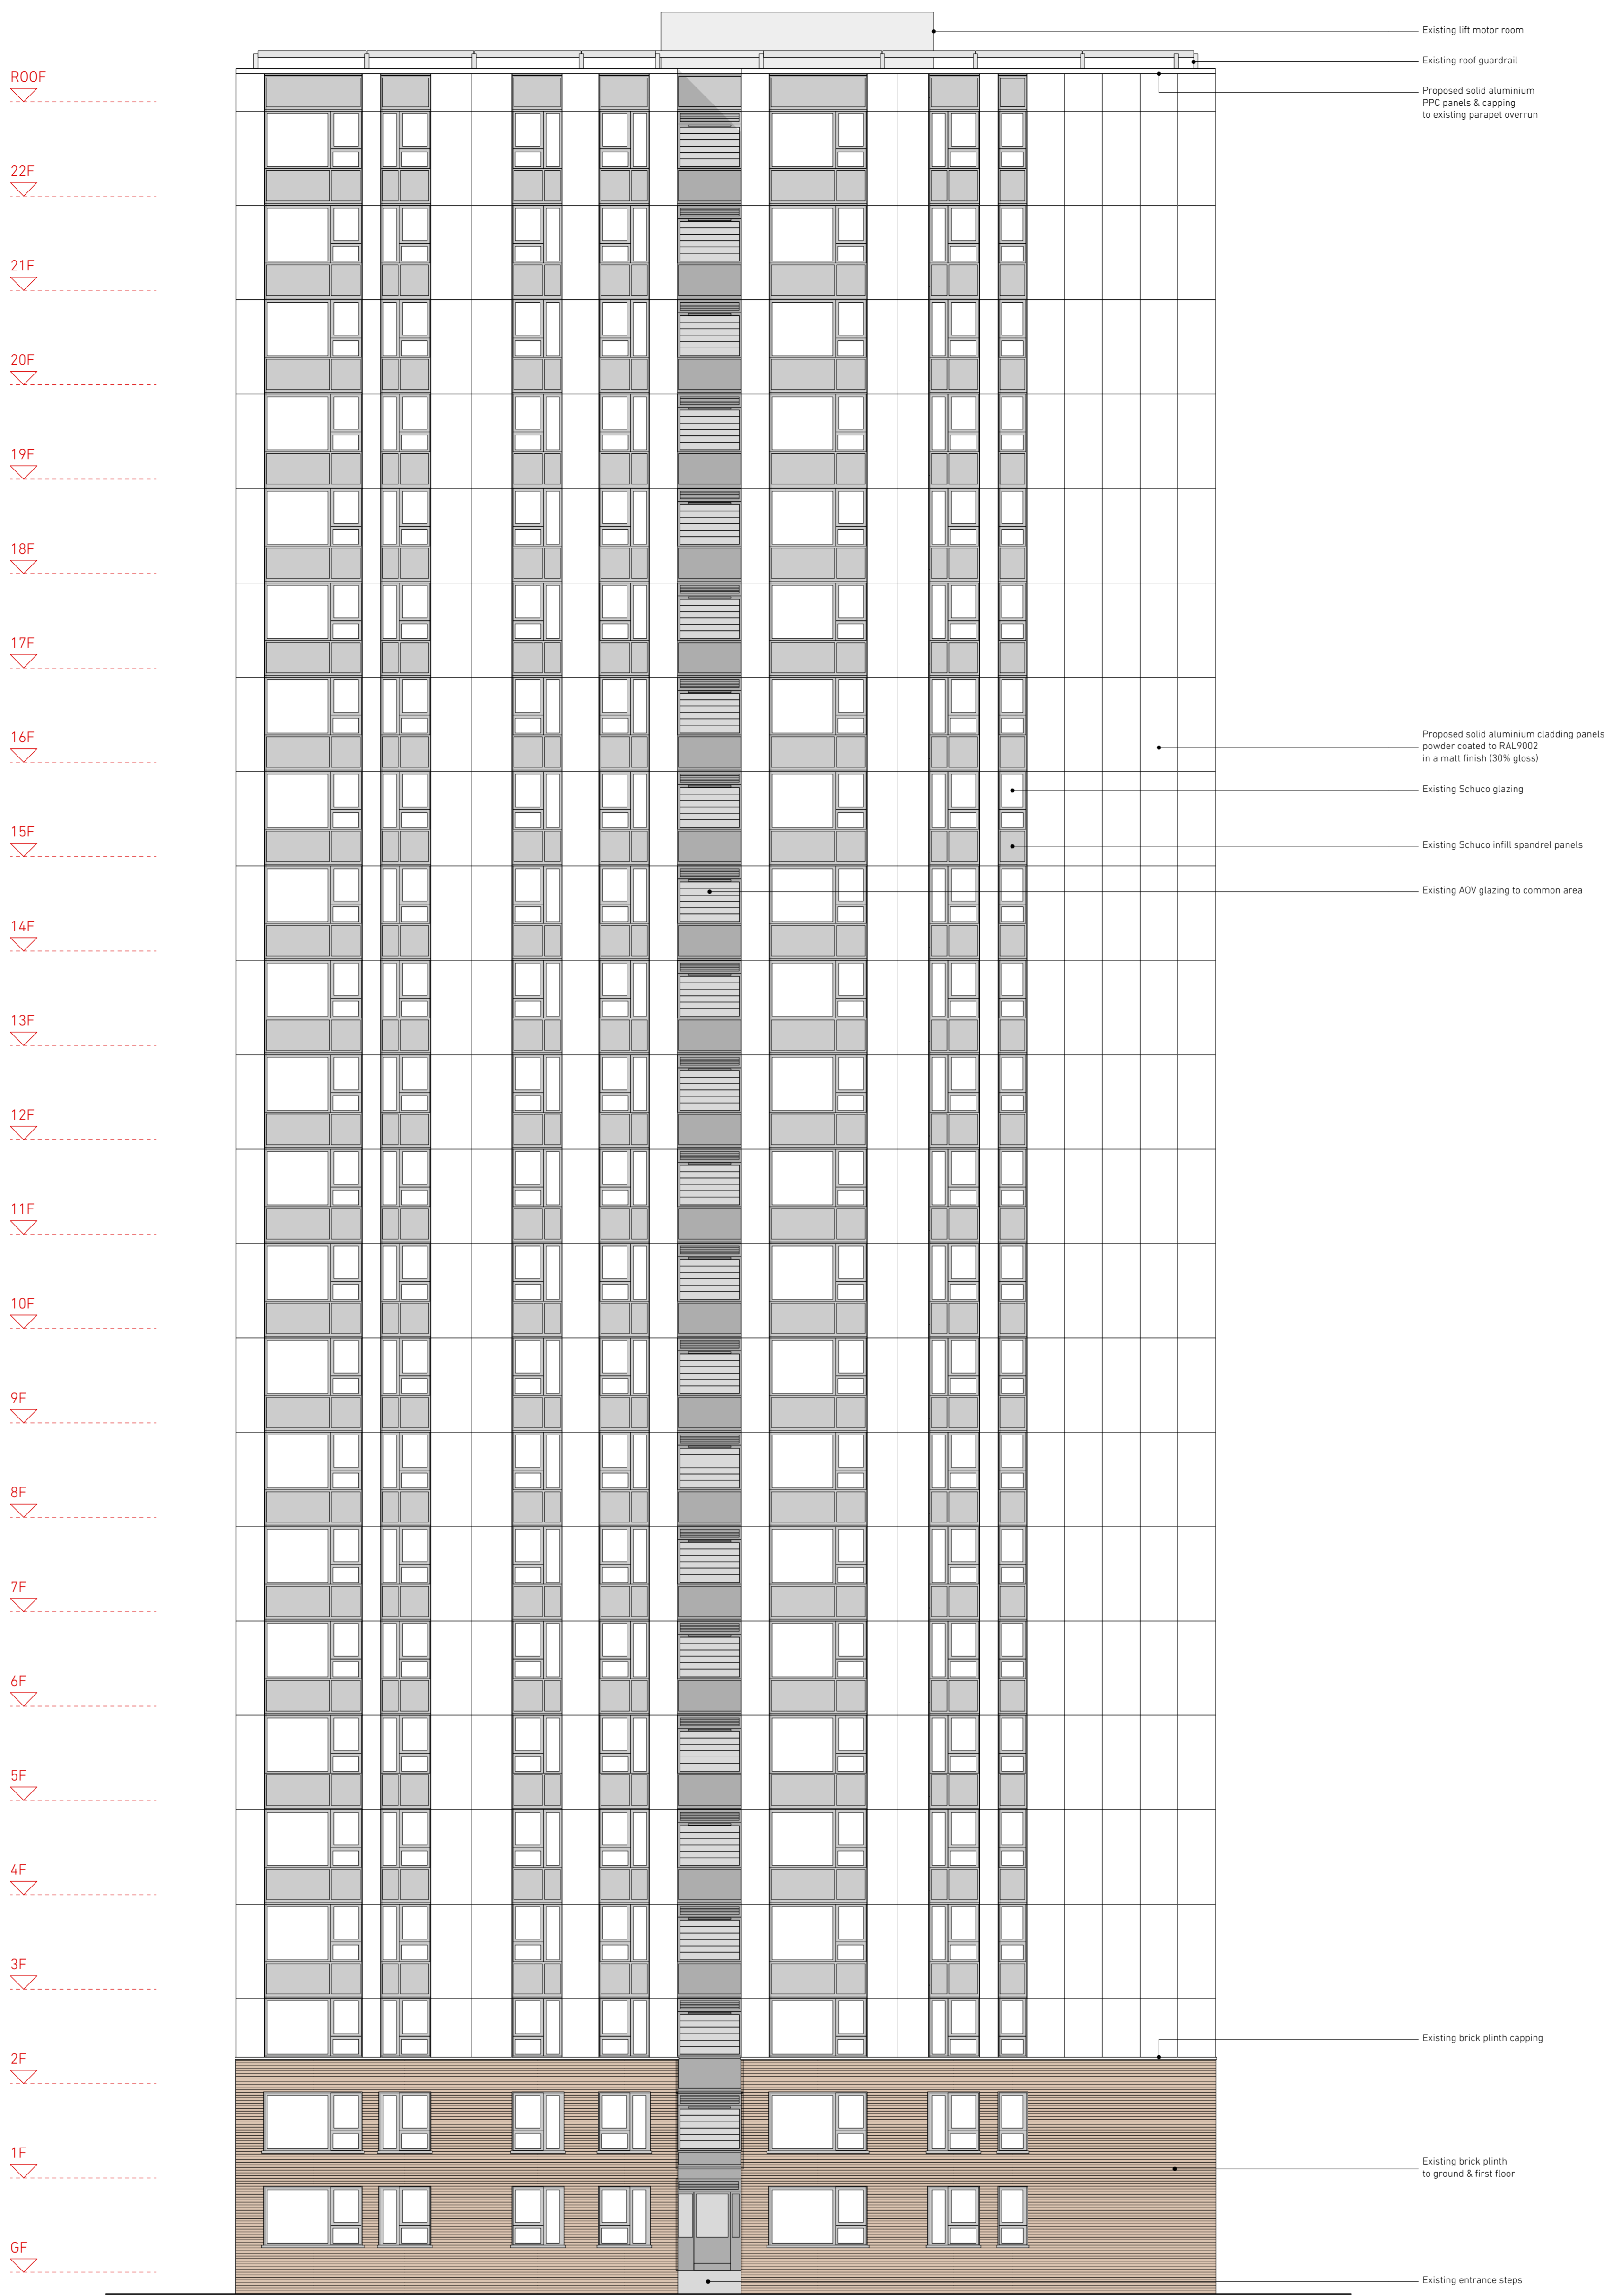 Existing lift motor room
Existing roof guardrail
ROOF
Proposed solid aluminium
PPC panels & capping
to existing parapet overrun
22F
21F
20F
19F
18F
17F
16F
Proposed solid aluminium cladding panels
powder coated to RAL9002
in a matt finish (30% gloss)
Existing Schuco glazing
15F
Existing Schuco infill spandrel panels
Existing AOV glazing to common area
14F
13F
12F
11F
10F
9F
8F
7F
6F
5F
4F
3F
Existing brick plinth capping
2F
1F
Existing brick plinth
to ground & first floor
GF
Existing entrance steps